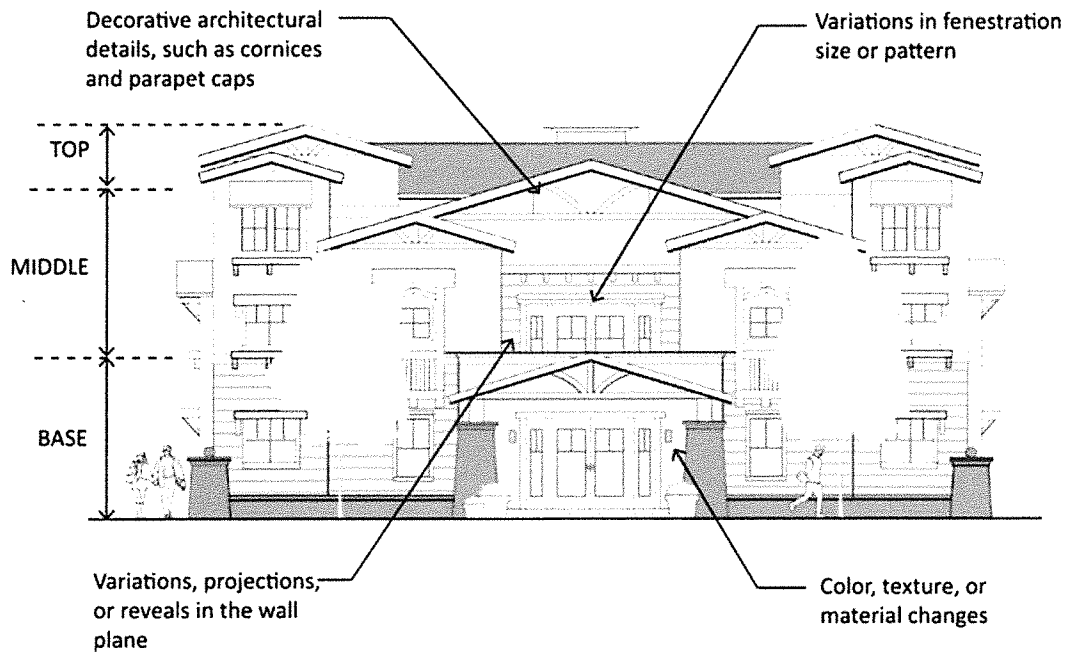 Decorative architectural
details, such as cornices
and parapet caps
Variations in fenestration
size or pattern
TOP
MIDDLE
BASE
Variations, projections,
or reveals in the wall
plane
Color, texture, or
material changes